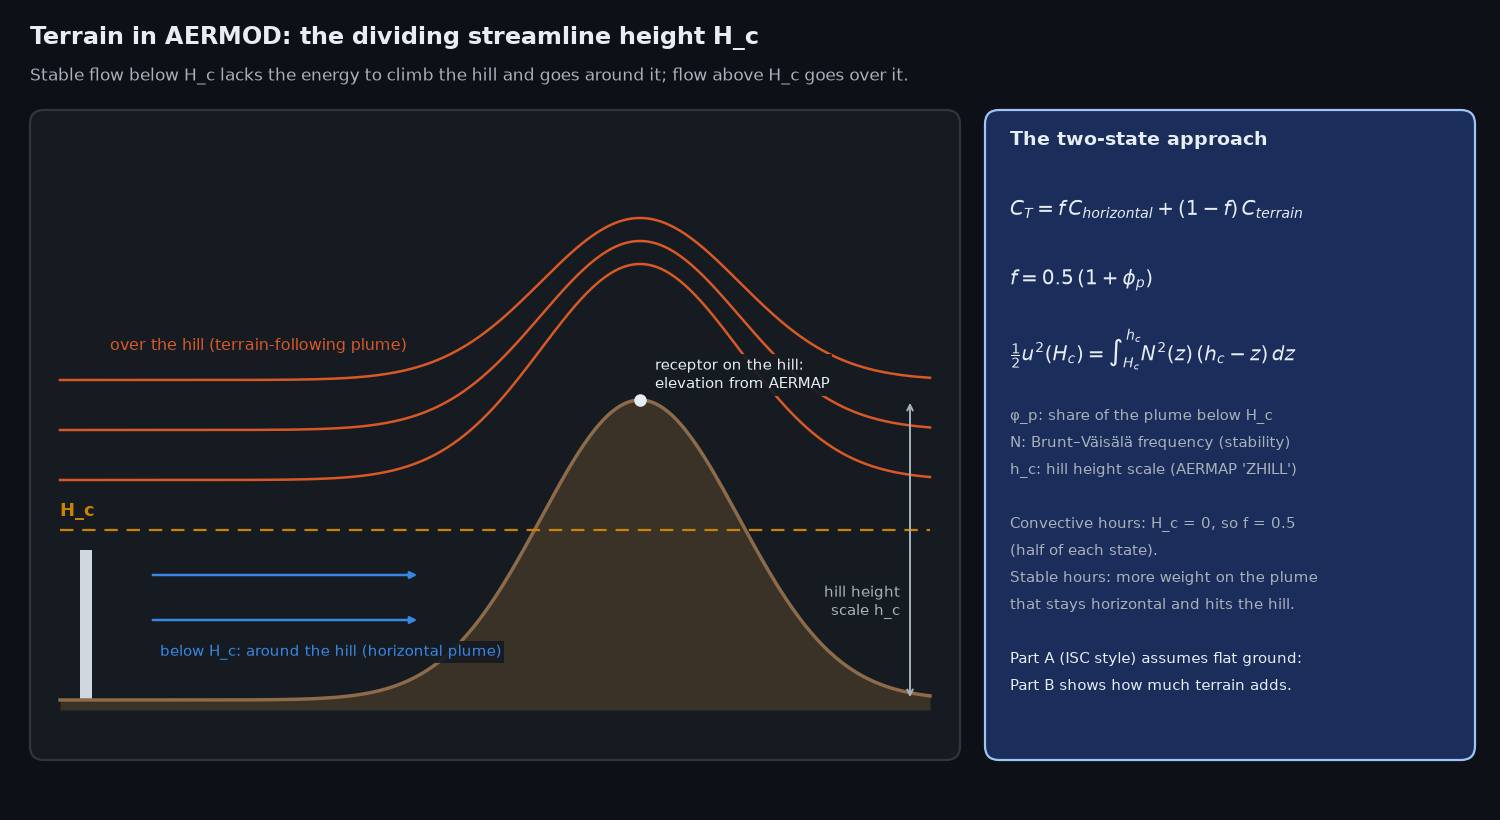 Terrain in AERMOD: the dividing streamline height H_c
Stable flow below H_c lacks the energy to climb the hill and goes around it; flow above H_c goes over it.
over the hill (terrain-following plume)
receptor on the hill:
elevation from AERMAP
H_c
hill height
scale h_c
below H_c: around the hill (horizontal plume)
The two-state approach
C_T = f C_{horizontal} + (1 − f) C_{terrain}
f = 0.5 (1 + ϕ_p)
½u²(H_c) = ∫_{H_c}^{h_c} N²(z) (h_c − z) dz
φ_p: share of the plume below H_c
N: Brunt–Väisälä frequency (stability)
h_c: hill height scale (AERMAP 'ZHILL')
Convective hours: H_c = 0, so f = 0.5
(half of each state).
Stable hours: more weight on the plume
that stays horizontal and hits the hill.
Part A (ISC style) assumes flat ground:
Part B shows how much terrain adds.